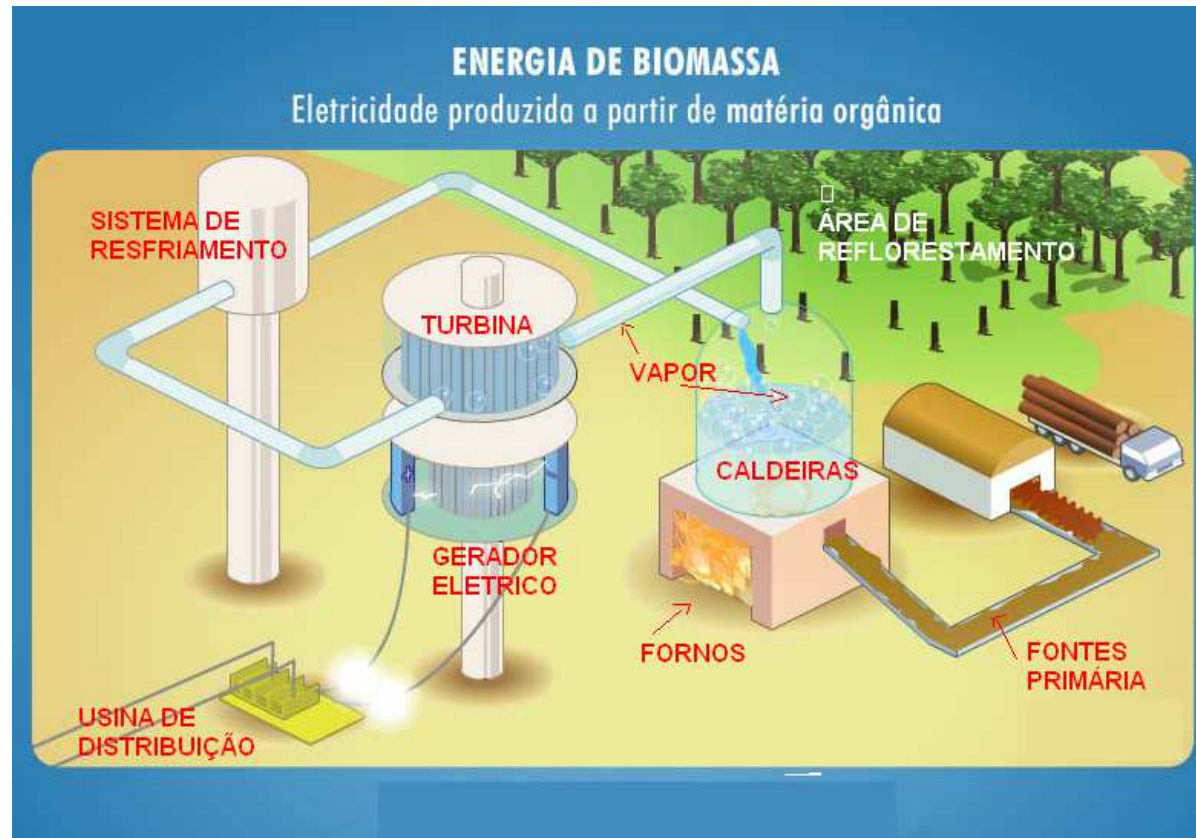 ENERGIA DE BIOMASSA
Eletricidade produzida a partir de matéria orgânica
SISTEMA DE
RESFRIAMENTO
ÁREA DE
REFLORESTAMENTO
TURBINA
VAPOR
CALDEIRAS
GERADOR
ELETRICO
FORNOS
FONTES
PRIMÁRIA
USINA DE
DISTRIBUIÇÃO